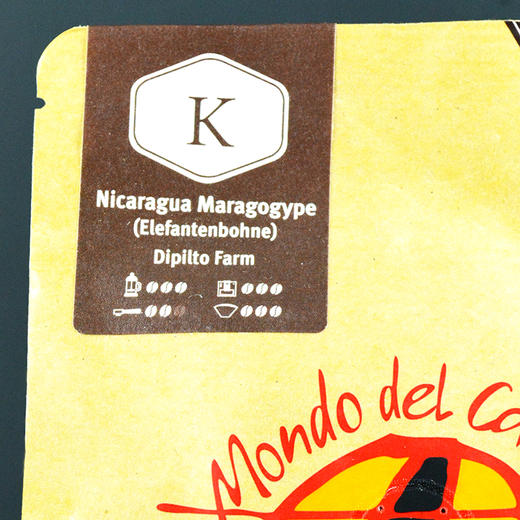 K
Nicaragua Maragogype
(Elefantenbohne)
Dipilto Farm
Mondo del